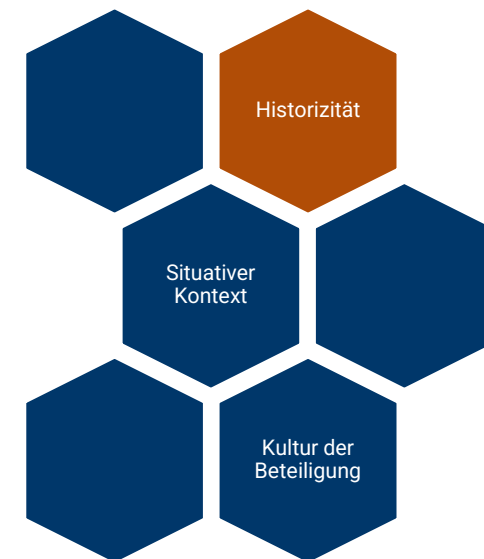 Historizität
Situativer
Kontext
Kultur der
Beteiligung